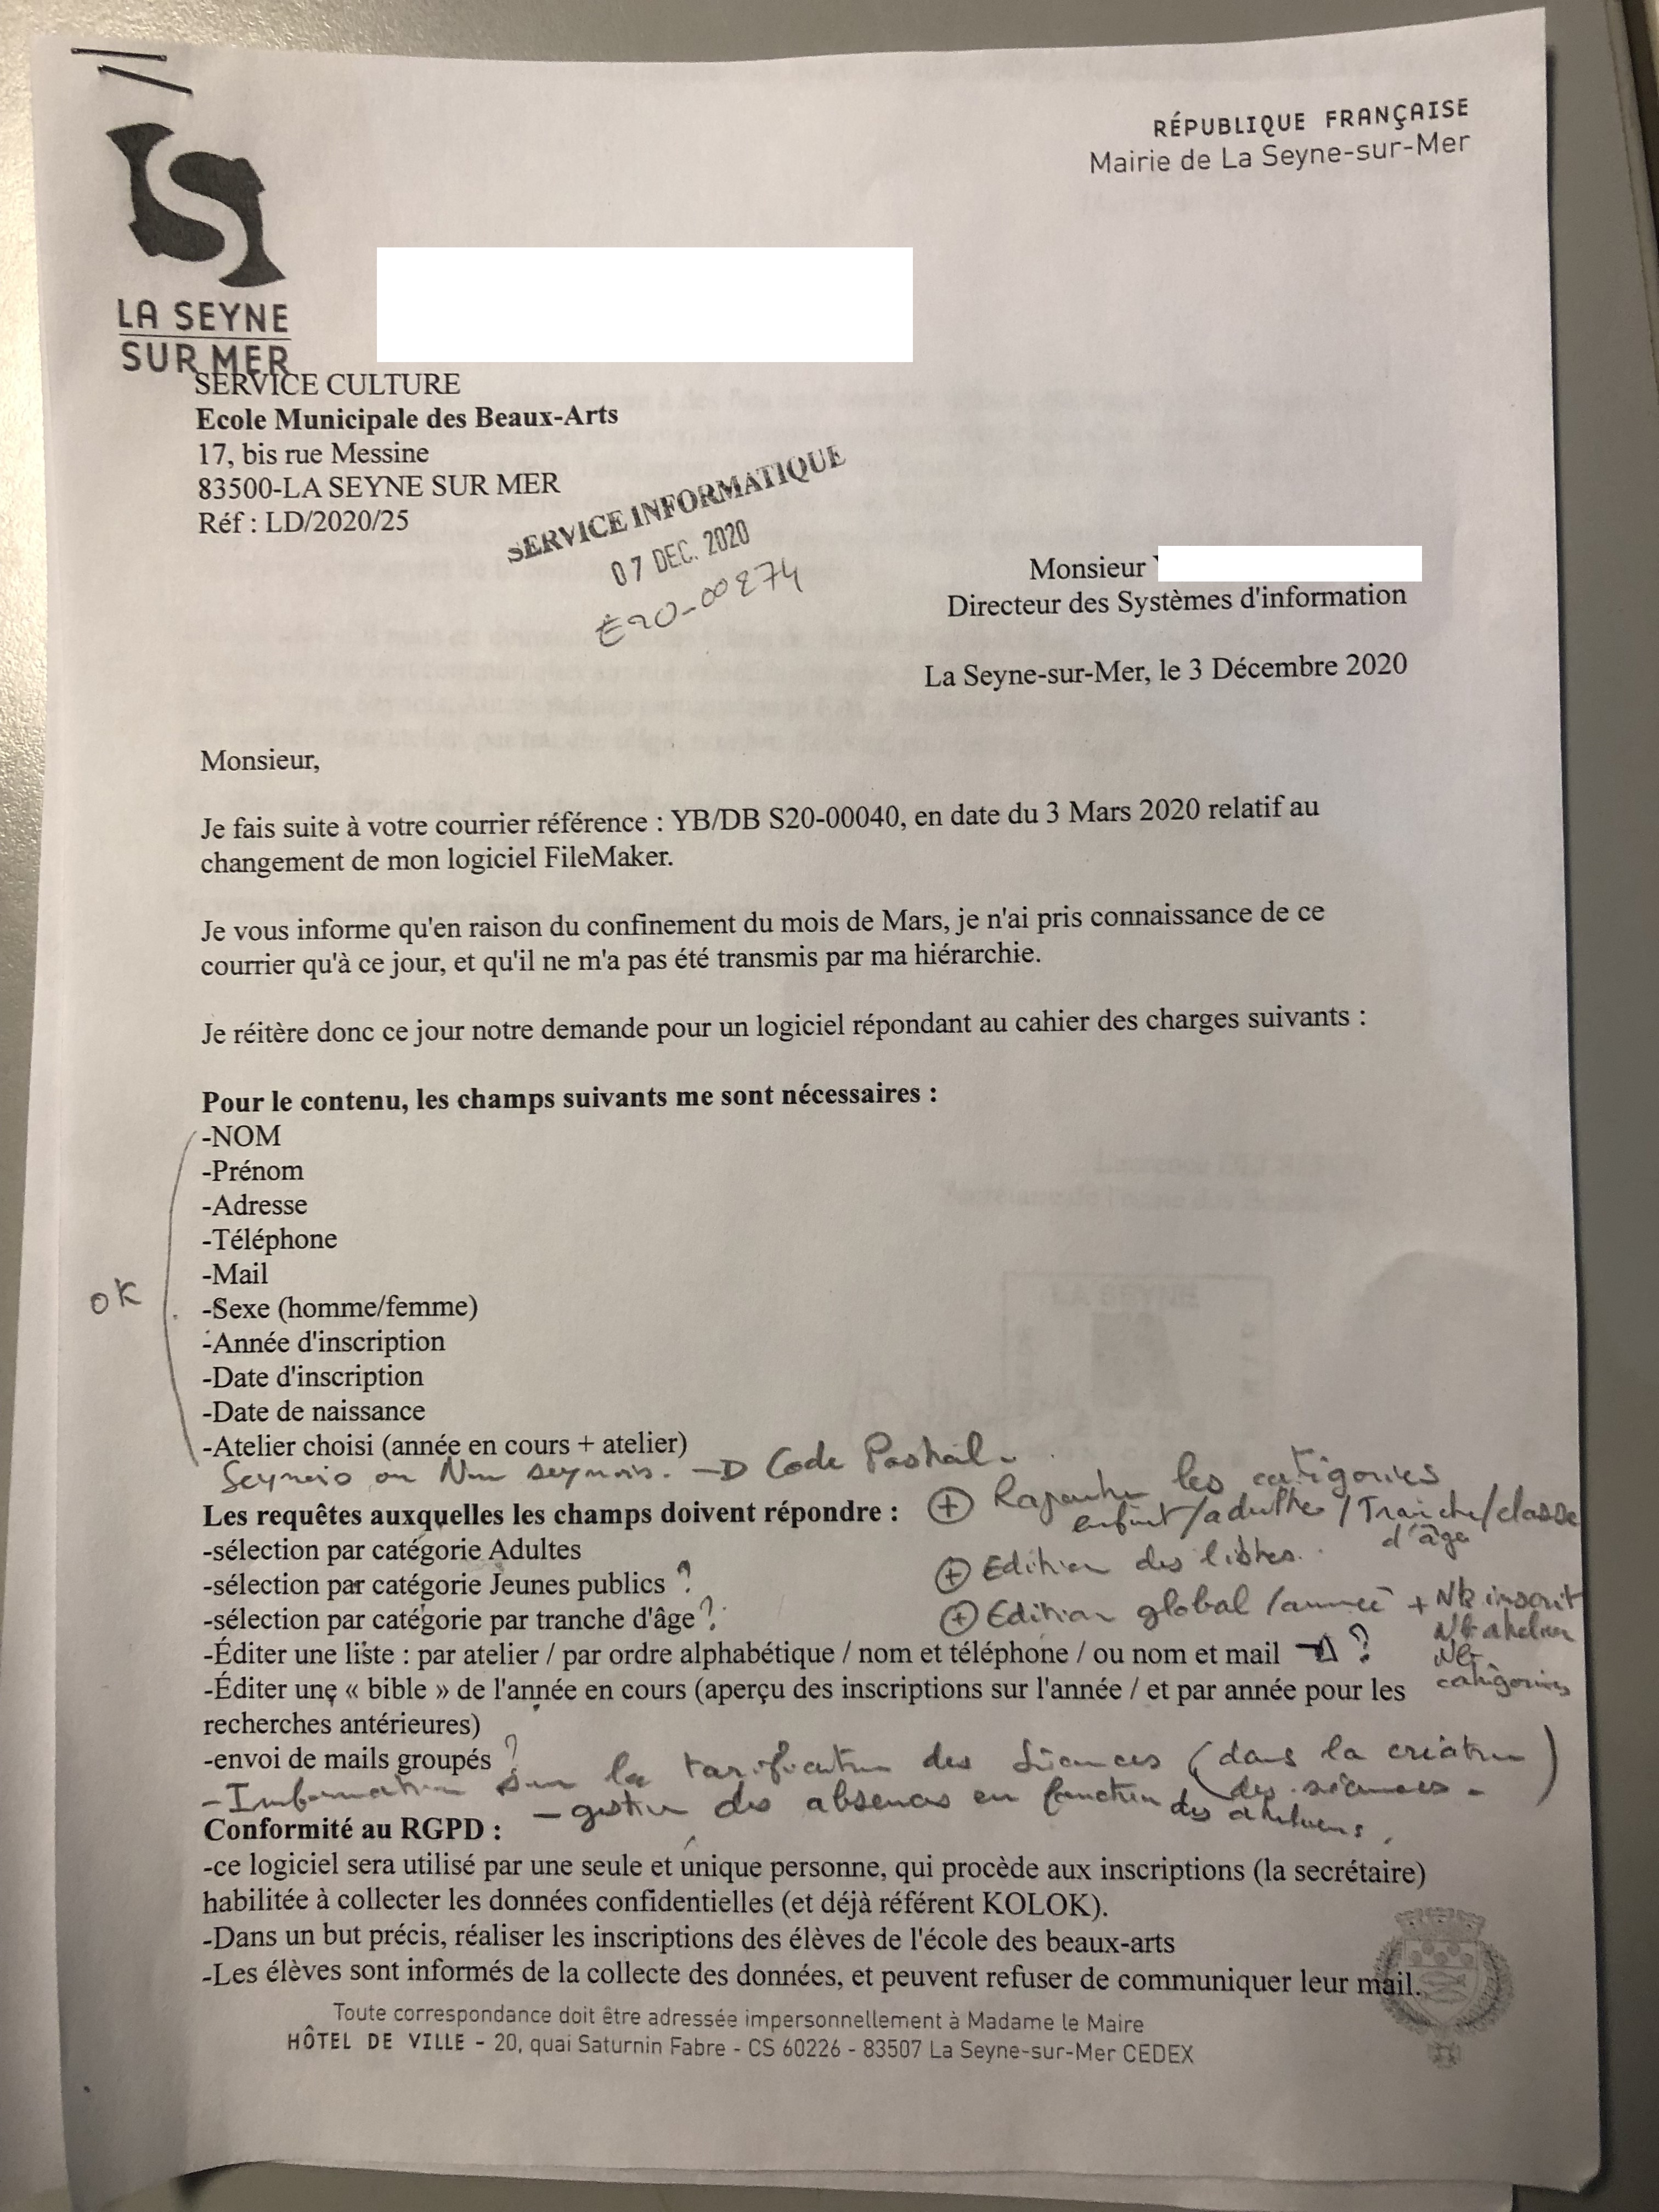 RÉPUBLIQUE FRANÇAISE
Mairie de La Seyne-sur-Mer
LA SEYNE
SUR MER
SERVICE CULTURE
Ecole Municipale des Beaux-Arts
17, bis rue Messine
83500-LA SEYNE SUR MER
Réf : LD/2020/25
SERVICE INFORMATIQUE
07 DEC. 2020
E20-00274
Monsieur
Directeur des Systèmes d'information
La Seyne-sur-Mer, le 3 Décembre 2020
Monsieur,
Je fais suite à votre courrier référence : YB/DB S20-00040, en date du 3 Mars 2020 relatif au
changement de mon logiciel FileMaker.
Je vous informe qu'en raison du confinement du mois de Mars, je n'ai pris connaissance de ce
courrier qu'à ce jour, et qu'il ne m'a pas été transmis par ma hiérarchie.
Je réitère donc ce jour notre demande pour un logiciel répondant au cahier des charges suivants :
Pour le contenu, les champs suivants me sont nécessaires :
-NOM
-Prénom
-Adresse
-Téléphone
-Mail
OK
-Sexe (homme/femme)
-Année d'inscription
-Date d'inscription
-Date de naissance
-Atelier choisi (année en cours + atelier)
Seynois ou Non seynois. → Code Postal.
Les requêtes auxquelles les champs doivent répondre :
+ Rajouter les catégories
enfant/adulte/Tranche/classe
d'âge
-sélection par catégorie Adultes
+ Edition des listes.
-sélection par catégorie Jeunes publics ?
+ Edition global /année + Nb inscrit
Nb atelier
Nb
catégories
-sélection par catégorie par tranche d'âge ?
-Éditer une liste : par atelier / par ordre alphabétique / nom et téléphone / ou nom et mail ?
-Éditer une « bible » de l'année en cours (aperçu des inscriptions sur l'année / et par année pour les
recherches antérieures)
-envoi de mails groupés ?
- Information sur la tarification des Séances (dans la création
des séances. )
- gestion des absences en fonction des ateliers,
Conformité au RGPD :
-ce logiciel sera utilisé par une seule et unique personne, qui procède aux inscriptions (la secrétaire)
habilitée à collecter les données confidentielles (et déjà référent KOLOK).
-Dans un but précis, réaliser les inscriptions des élèves de l'école des beaux-arts
-Les élèves sont informés de la collecte des données, et peuvent refuser de communiquer leur mail.
Toute correspondance doit être adressée impersonnellement à Madame le Maire
HÔTEL DE VILLE - 20, quai Saturnin Fabre - CS 60226 - 83507 La Seyne-sur-Mer CEDEX